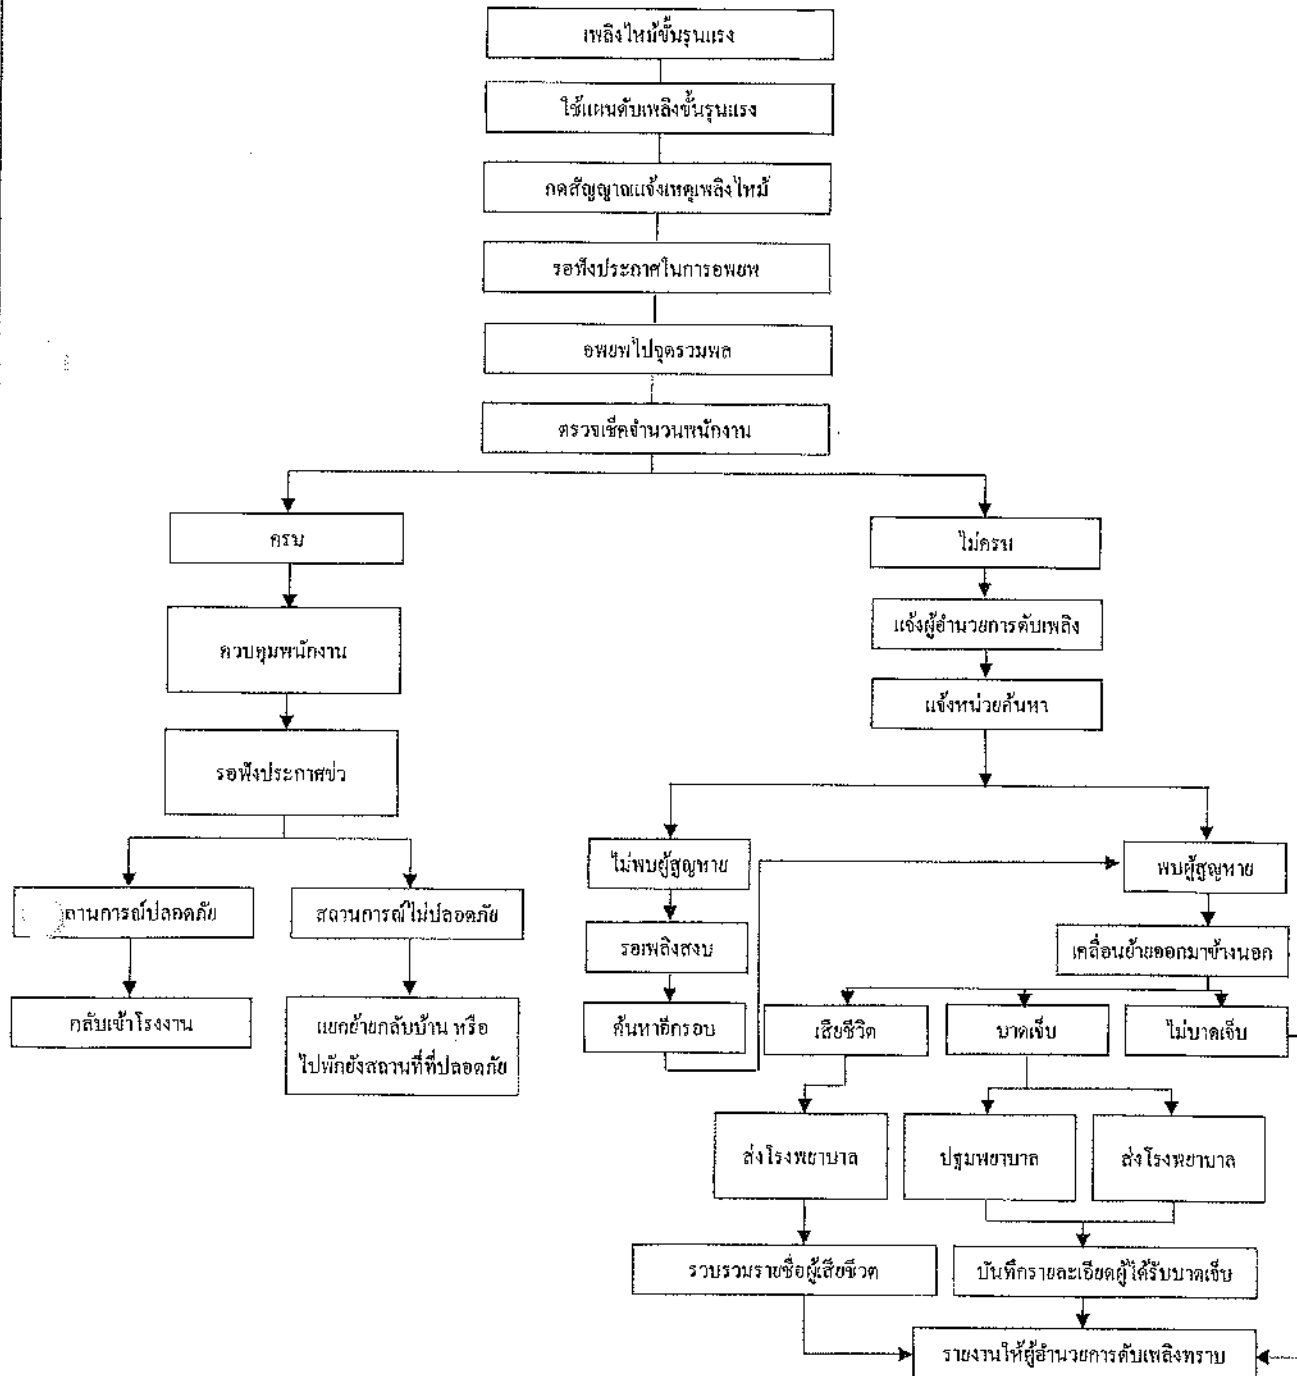 เพลิงไหม้ขั้นรุนแรง
ใช้แผนดับเพลิงขั้นรุนแรง
กดสัญญาณแจ้งเหตุเพลิงไหม้
รอฟังประกาศในการอพยพ
อพยพไปจุดรวมพล
ตรวจเช็คจำนวนพนักงาน
ครบ
ไม่ครบ
ควบคุมพนักงาน
แจ้งผู้อำนวยการดับเพลิง
แจ้งหน่วยค้นหา
รอฟังประกาศข่าว
ไม่พบผู้สูญหาย
พบผู้สูญหาย
ถานการณ์ปลอดภัย
สถานการณ์ไม่ปลอดภัย
รอเพลิงสงบ
เคลื่อนย้ายออกมาข้างนอก
กลับเข้าโรงงาน
แยกย้ายกลับบ้าน หรือ
ไปพักยังสถานที่ที่ปลอดภัย
ค้นหาอีกรอบ
เสียชีวิต
บาดเจ็บ
ไม่บาดเจ็บ
ส่งโรงพยาบาล
ปฐมพยาบาล
ส่งโรงพยาบาล
รวบรวมรายชื่อผู้เสียชีวิต
บันทึกรายละเอียดผู้ได้รับบาดเจ็บ
รายงานให้ผู้อำนวยการดับเพลิงทราบ